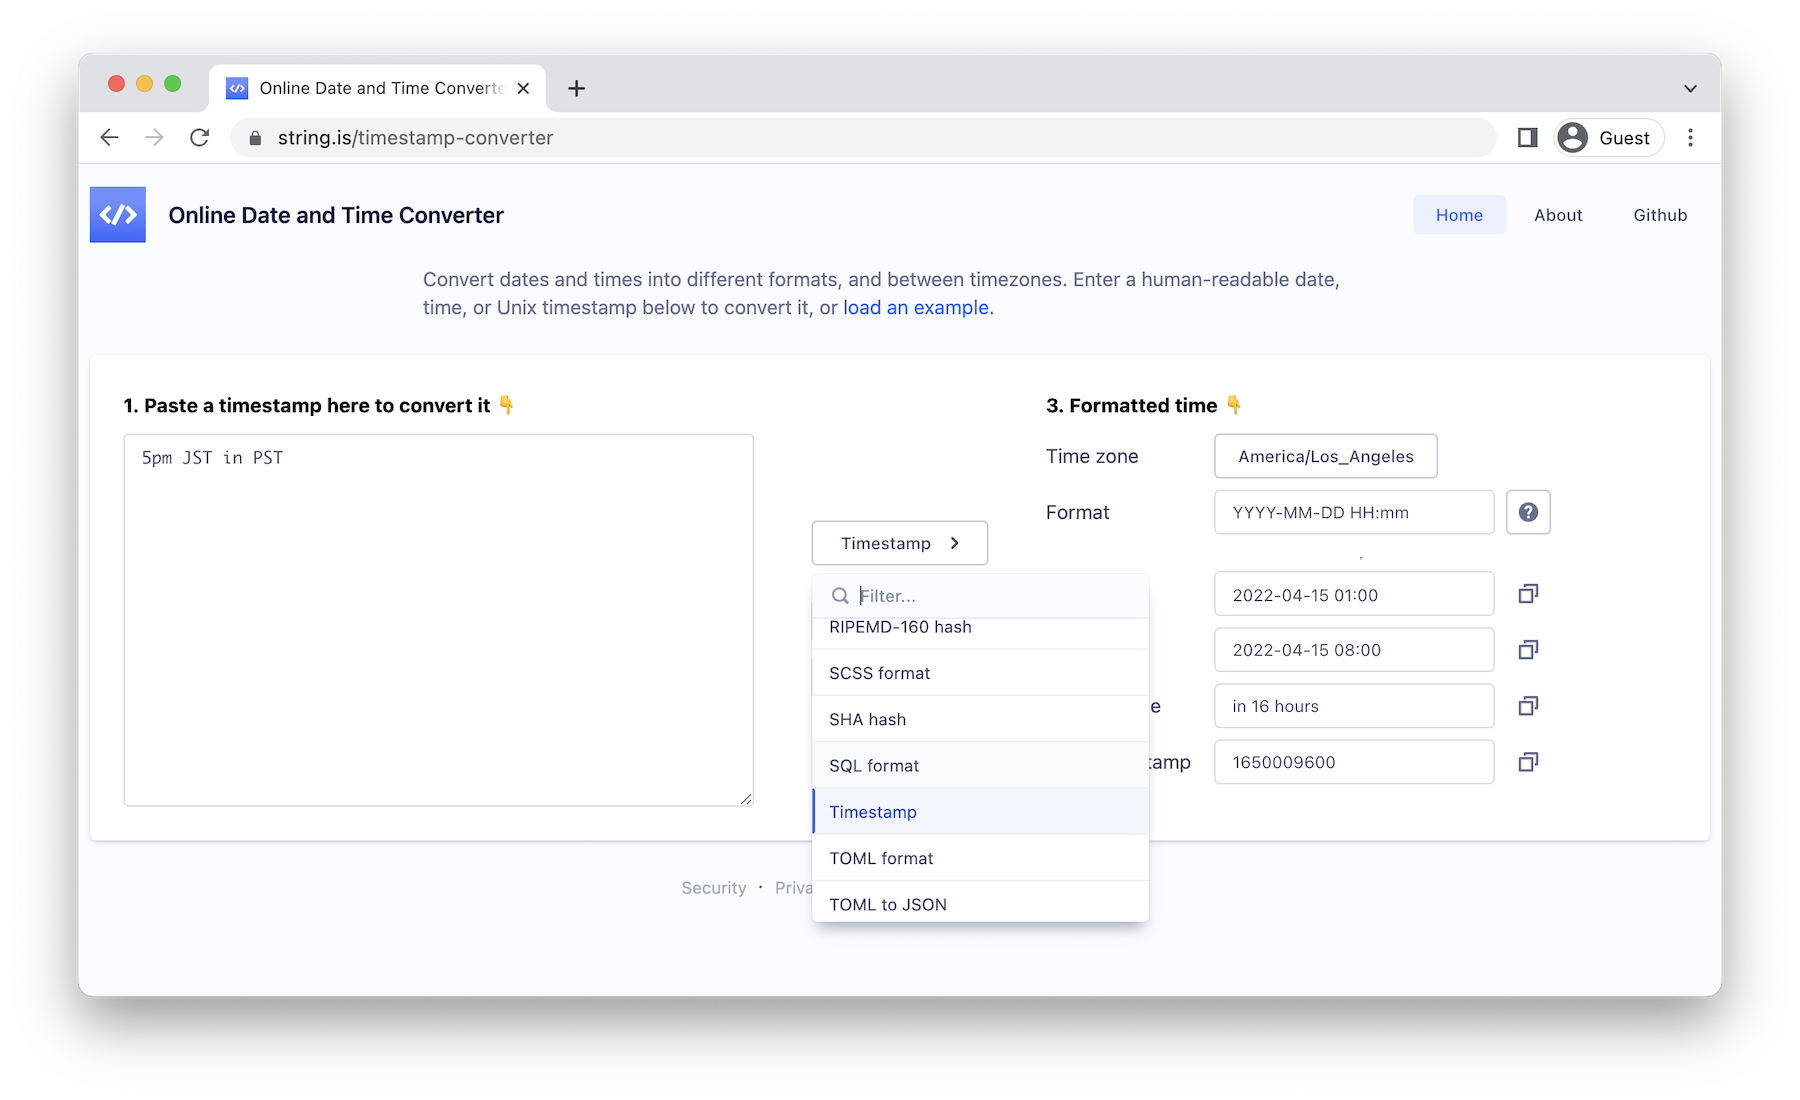 Online Date and Time Converte
string.is/timestamp-converter
Guest
</>
Online Date and Time Converter
Home
About
Github
Convert dates and times into different formats, and between timezones. Enter a human-readable date,
time, or Unix timestamp below to convert it, or load an example.
1. Paste a timestamp here to convert it 👇
5pm JST in PST
Timestamp
Filter...
RIPEMD-160 hash
SCSS format
SHA hash
SQL format
Timestamp
TOML format
TOML to JSON
3. Formatted time 👇
Time zone
America/Los_Angeles
Format
YYYY-MM-DD HH:mm
?
2022-04-15 01:00
2022-04-15 08:00
e
in 16 hours
tamp
1650009600
Security · Priva